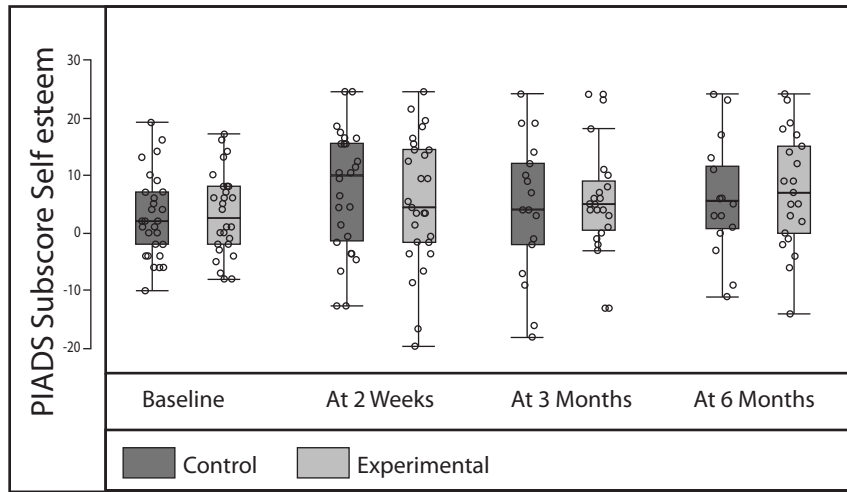 PIADS Subscore Self esteem
30
20
10
0
-10
-20
Baseline
At 2 Weeks
At 3 Months
At 6 Months
Control
Experimental